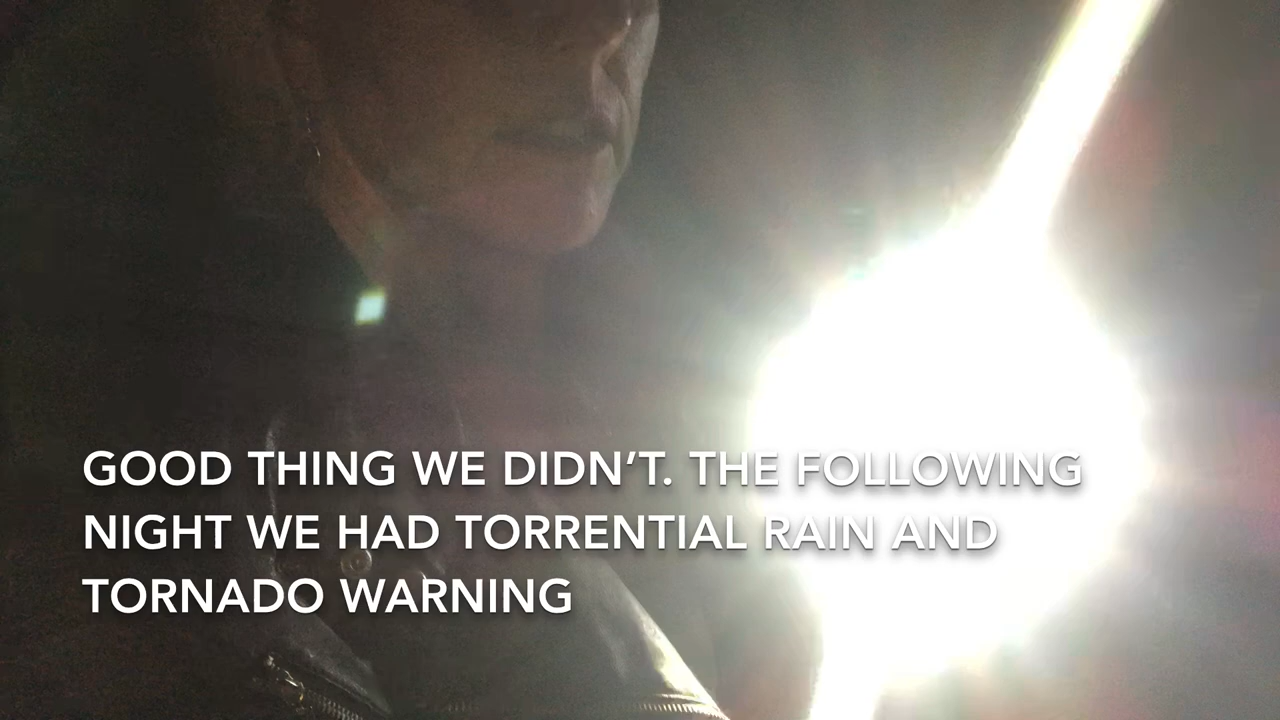 GOOD THING WE DIDN’T. THE FOLLOWING
NIGHT WE HAD TORRENTIAL RAIN AND
TORNADO WARNING